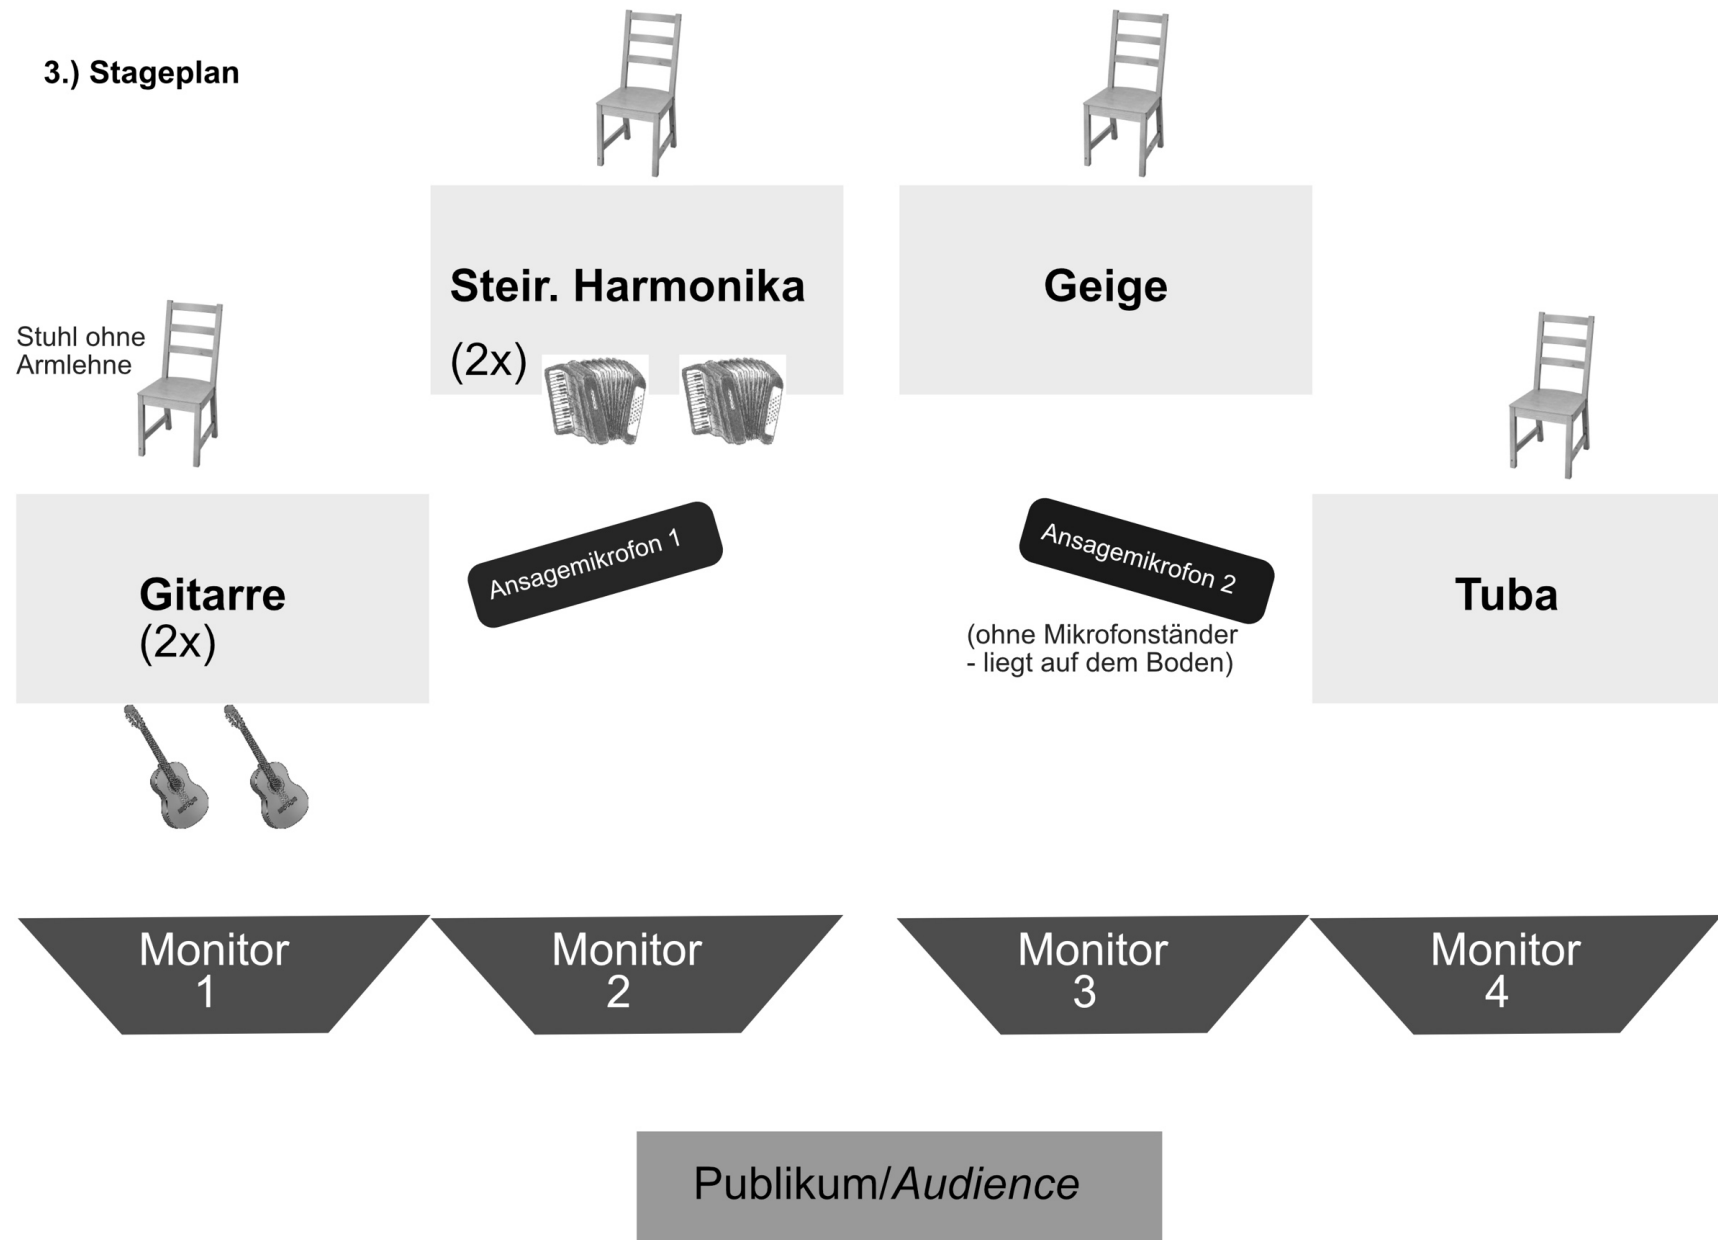 3.) Stageplan
Steir. Harmonika
(2x)
Geige
Stuhl ohne
Armlehne
Gitarre
(2x)
Ansagemikrofon 1
Ansagemikrofon 2
(ohne Mikrofonständer
- liegt auf dem Boden)
Tuba
Monitor
1
Monitor
2
Monitor
3
Monitor
4
Publikum/Audience